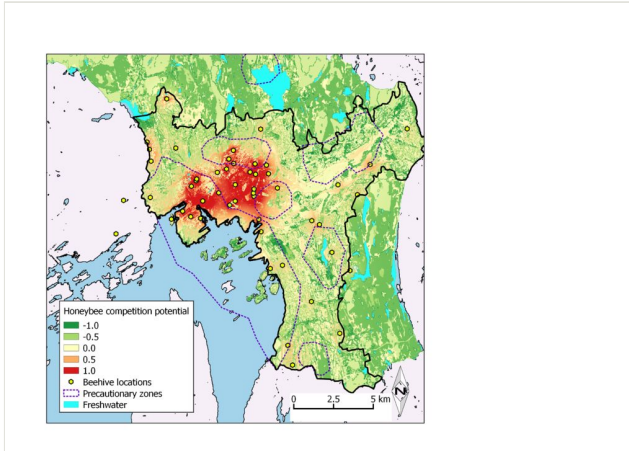 Honeybee competition potential
-1.0
-0.5
0.0
0.5
1.0
Beehive locations
Precautionary zones
Freshwater
0 2.5 5 km
N